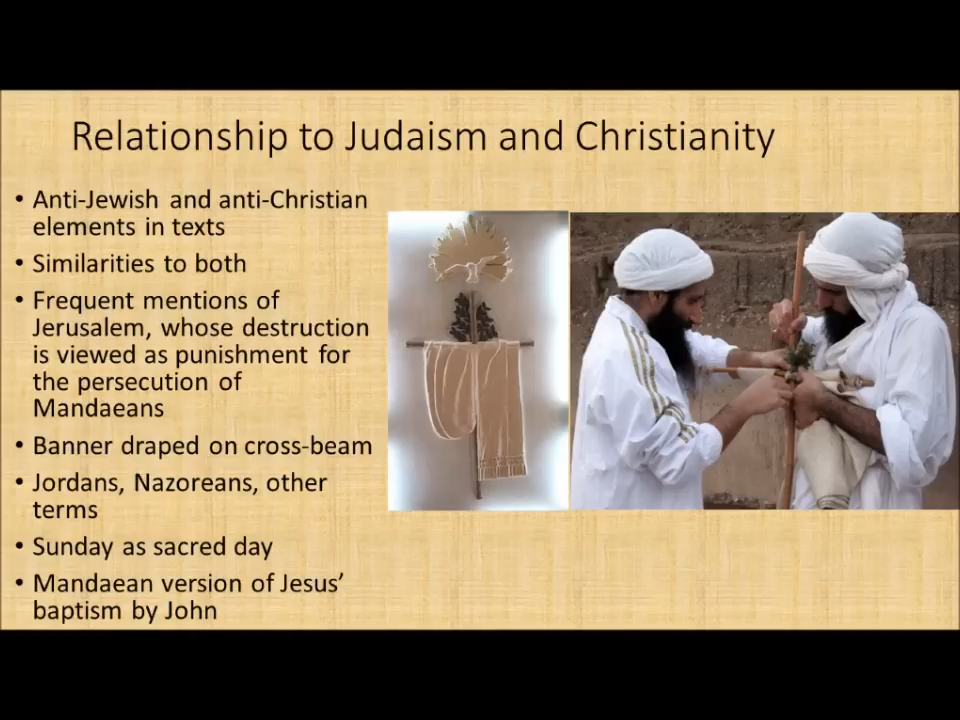 Relationship to Judaism and Christianity
• Anti-Jewish and anti-Christian
elements in texts
• Similarities to both
• Frequent mentions of
Jerusalem, whose destruction
is viewed as punishment for
the persecution of
Mandaeans
• Banner draped on cross-beam
• Jordans, Nazoreans, other
terms
• Sunday as sacred day
• Mandaean version of Jesus’
baptism by John